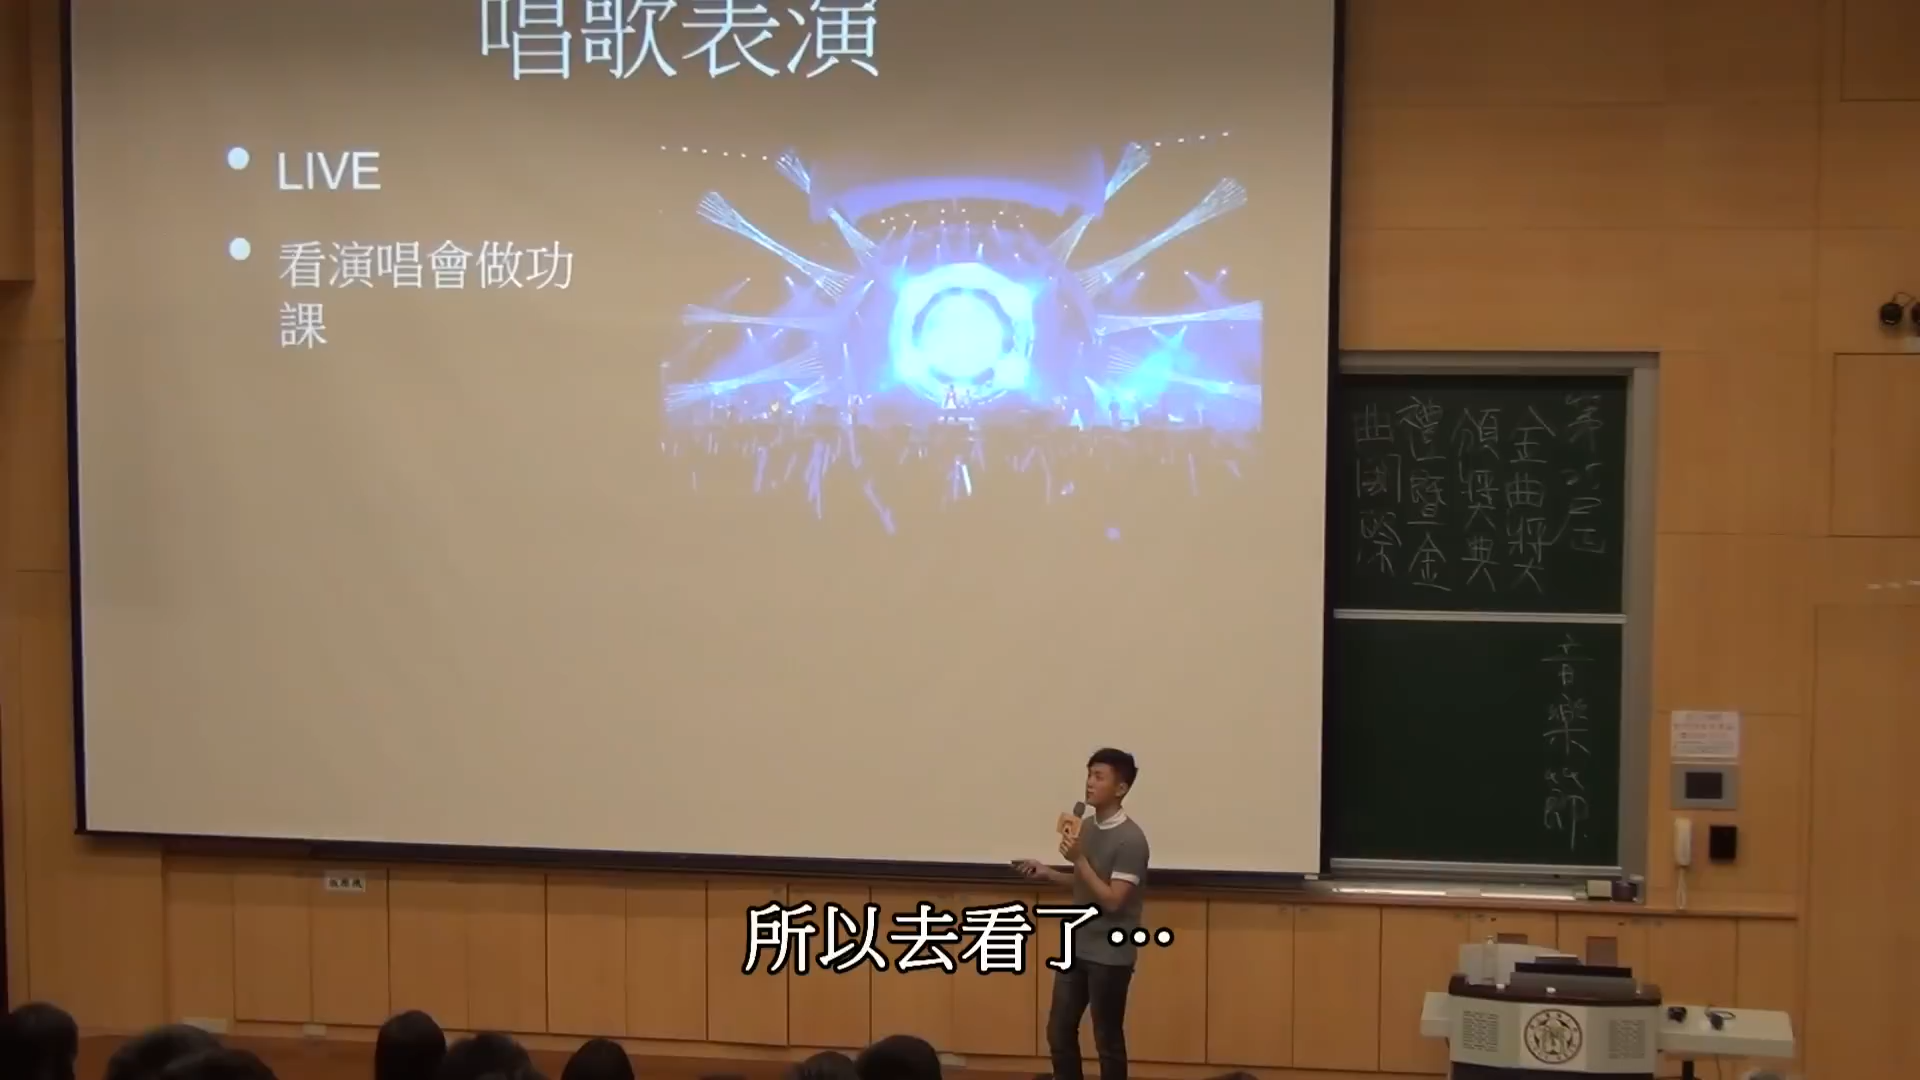 唱歌表演
LIVE
看演唱會做功
課
第25屆
金曲獎
頒獎典
禮暨金
曲國際
音樂節
所以去看了…